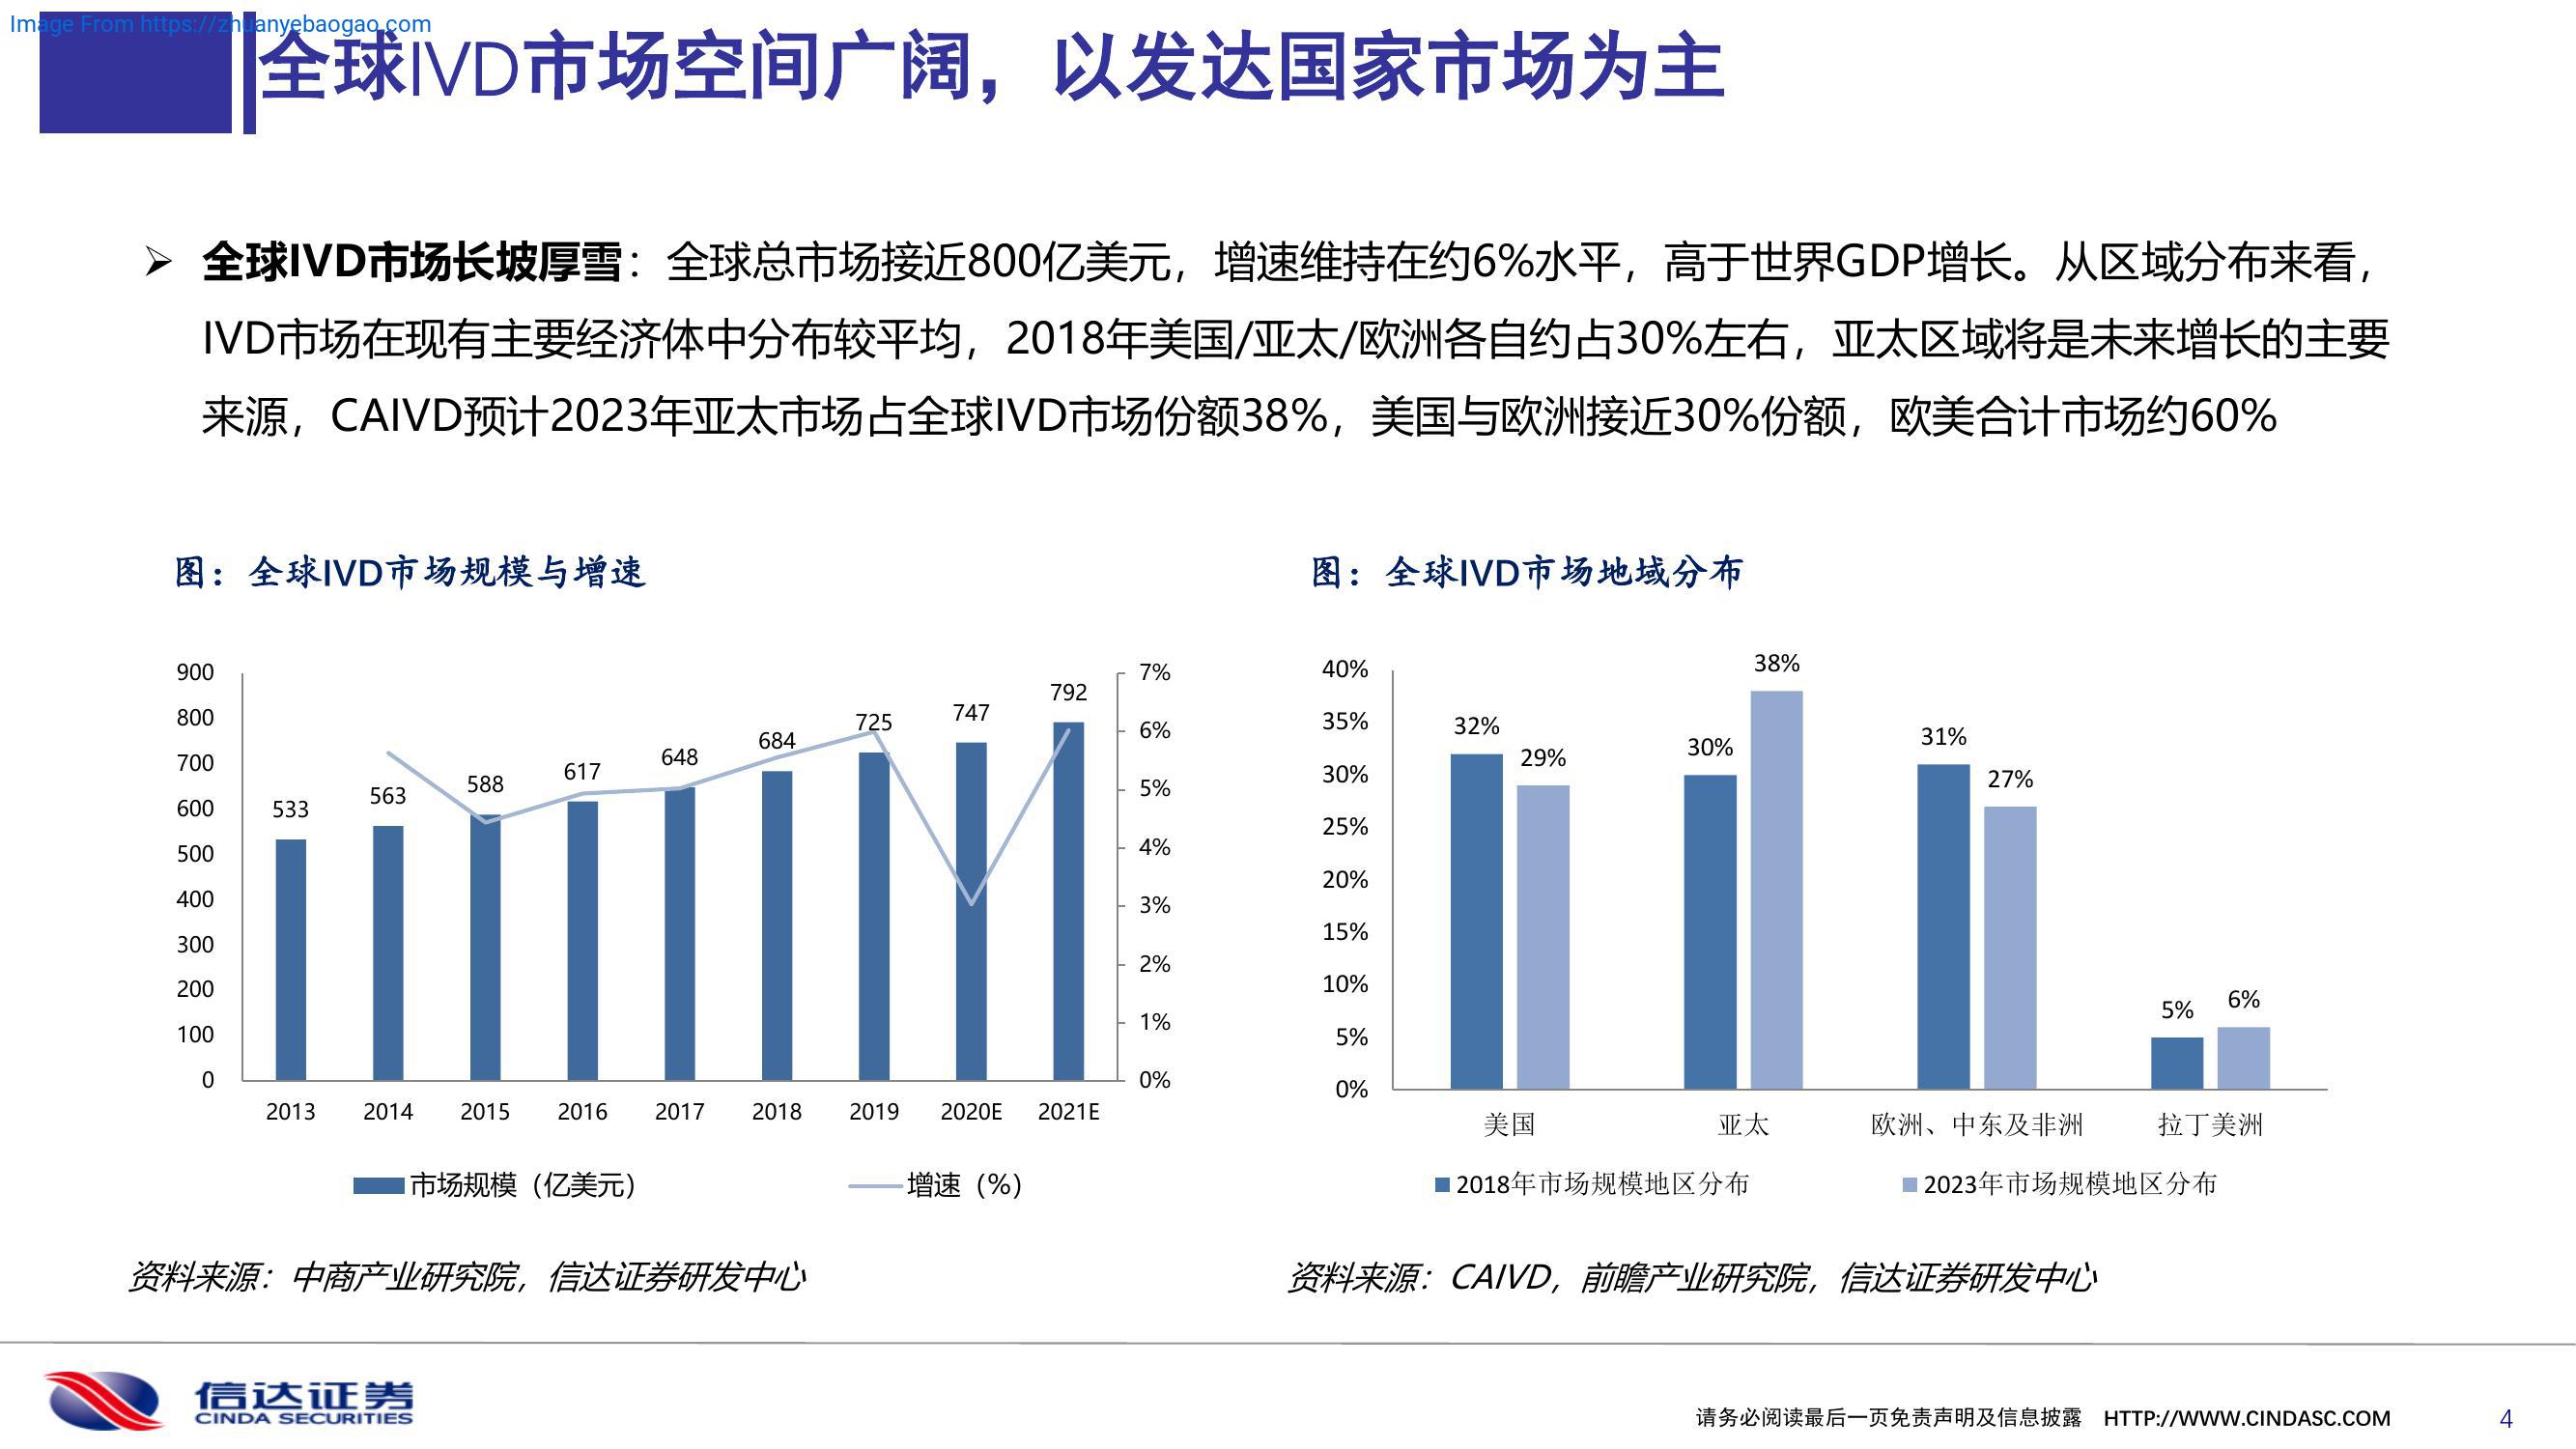 Image From https://zhuanyebaogao.com
全球IVD市场空间广阔，以发达国家市场为主
➢ 全球IVD市场长坡厚雪：全球总市场接近800亿美元，增速维持在约6%水平，高于世界GDP增长。从区域分布来看，
IVD市场在现有主要经济体中分布较平均，2018年美国/亚太/欧洲各自约占30%左右，亚太区域将是未来增长的主要
来源，CAIVD预计2023年亚太市场占全球IVD市场份额38%，美国与欧洲接近30%份额，欧美合计市场约60%
图：全球IVD市场规模与增速
900
800
700
600
500
400
300
200
100
0
533
563
588
617
648
684
725
747
792
7%
6%
5%
4%
3%
2%
1%
0%
2013 2014 2015 2016 2017 2018 2019 2020E 2021E
市场规模（亿美元） 增速（%）
资料来源：中商产业研究院，信达证券研发中心
图：全球IVD市场地域分布
40%
35%
30%
25%
20%
15%
10%
5%
0%
32%
29%
30%
38%
31%
27%
5%
6%
美国 亚太 欧洲、中东及非洲 拉丁美洲
2018年市场规模地区分布 2023年市场规模地区分布
资料来源：CAIVD，前瞻产业研究院，信达证券研发中心
信达证券
CINDA SECURITIES
请务必阅读最后一页免责声明及信息披露 HTTP://WWW.CINDASC.COM 4